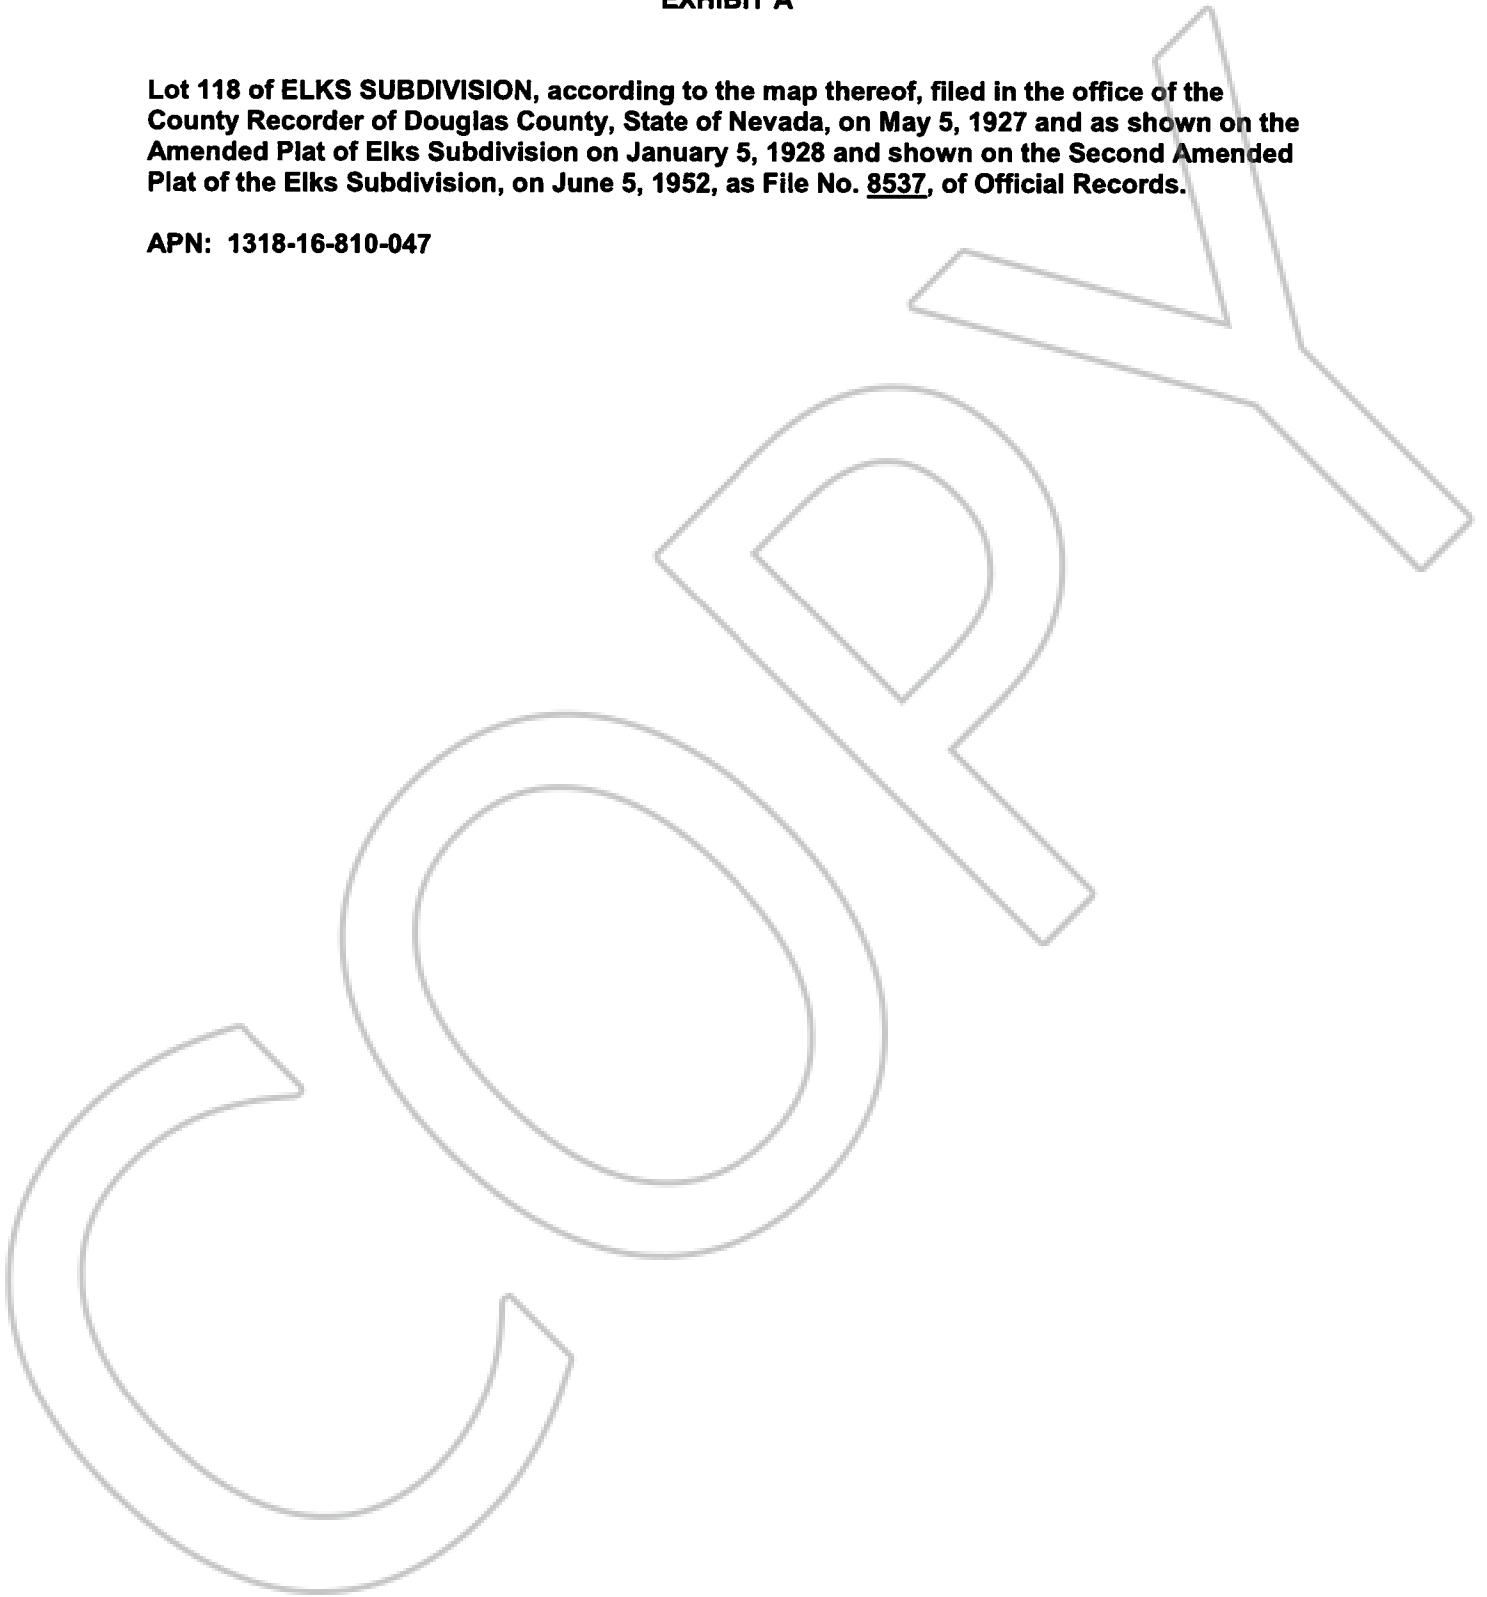 EXHIBIT A
Lot 118 of ELKS SUBDIVISION, according to the map thereof, filed in the office of the
County Recorder of Douglas County, State of Nevada, on May 5, 1927 and as shown on the
Amended Plat of Elks Subdivision on January 5, 1928 and shown on the Second Amended
Plat of the Elks Subdivision, on June 5, 1952, as File No. 8537, of Official Records.
APN: 1318-16-810-047
COPY